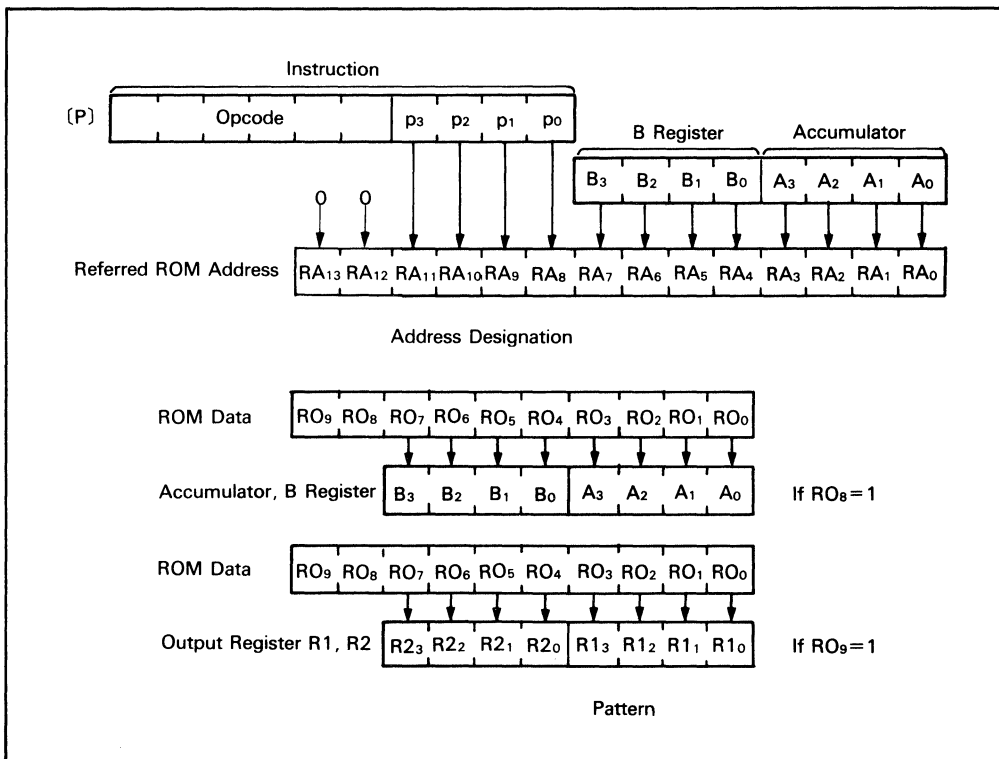 Instruction
[P] Opcode p3 p2 p1 p0
B Register Accumulator
B3 B2 B1 B0 A3 A2 A1 A0
0 0
Referred ROM Address RA13 RA12 RA11 RA10 RA9 RA8 RA7 RA6 RA5 RA4 RA3 RA2 RA1 RA0
Address Designation
ROM Data RO9 RO8 RO7 RO6 RO5 RO4 RO3 RO2 RO1 RO0
Accumulator, B Register B3 B2 B1 B0 A3 A2 A1 A0 If RO8=1
ROM Data RO9 RO8 RO7 RO6 RO5 RO4 RO3 RO2 RO1 RO0
Output Register R1, R2 R23 R22 R21 R20 R13 R12 R11 R10 If RO9=1
Pattern